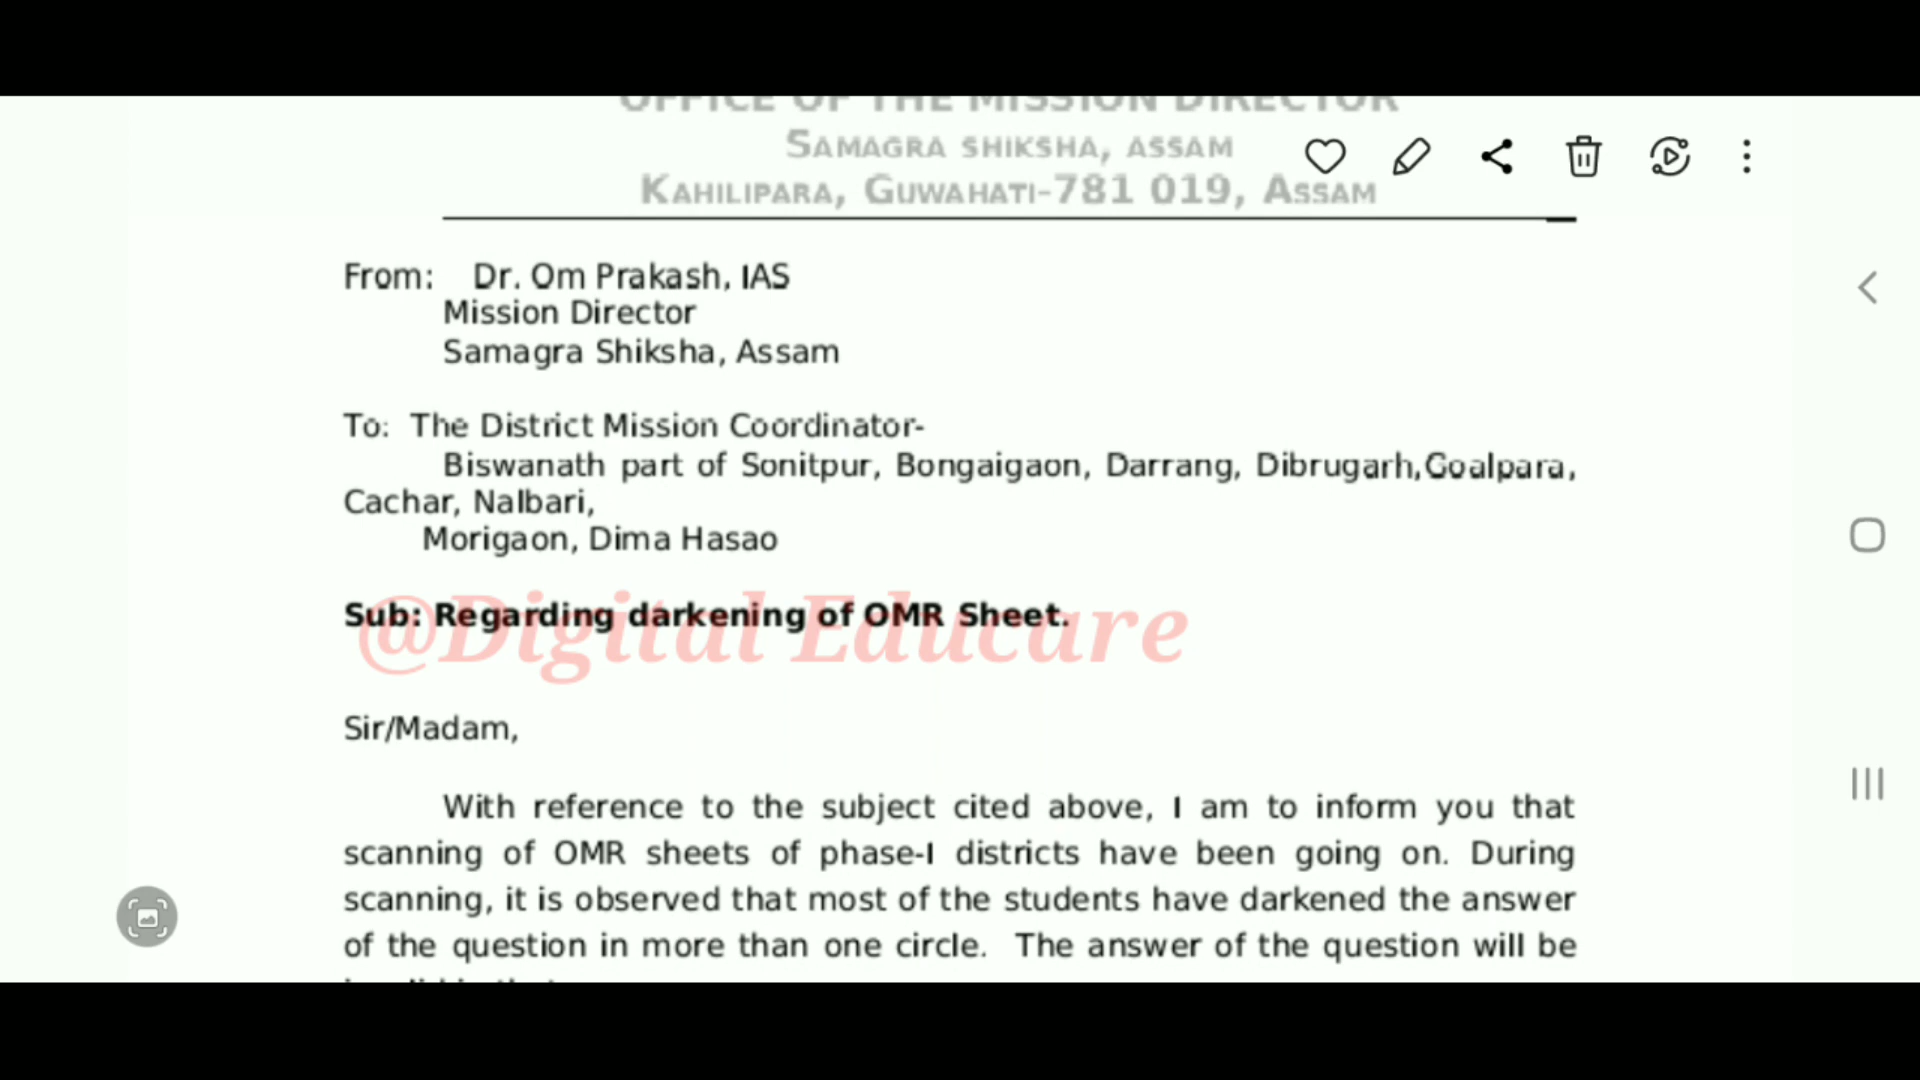 OFFICE OF THE MISSION DIRECTOR
SAMAGRA SHIKSHA, ASSAM
KAHILIPARA, GUWAHATI-781 019, ASSAM
From: Dr. Om Prakash, IAS
Mission Director
Samagra Shiksha, Assam
To: The District Mission Coordinator-
Biswanath part of Sonitpur, Bongaigaon, Darrang, Dibrugarh,Goalpara,
Cachar, Nalbari,
Morigaon, Dima Hasao
Sub: Regarding darkening of OMR Sheet.
@Digital Educare
Sir/Madam,
With reference to the subject cited above, I am to inform you that
scanning of OMR sheets of phase-I districts have been going on. During
scanning, it is observed that most of the students have darkened the answer
of the question in more than one circle. The answer of the question will be